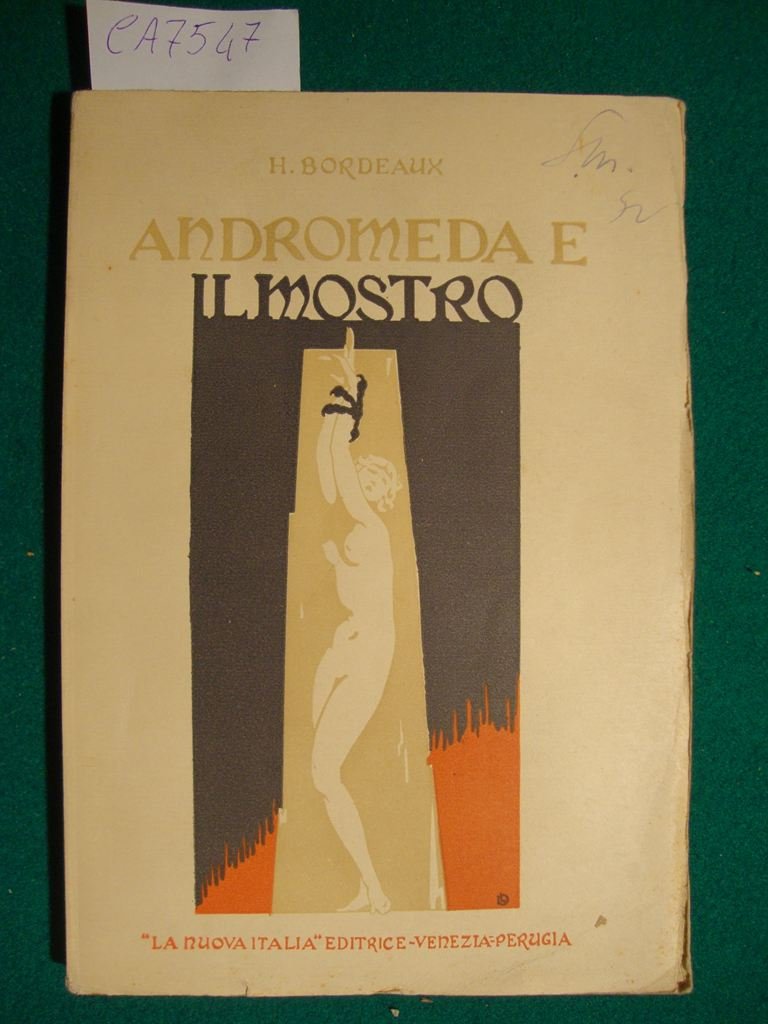 CA7547
H. BORDEAUX
ANDROMEDA E
IL MOSTRO
"LA NUOVA ITALIA" EDITRICE-VENEZIA-PERUGIA